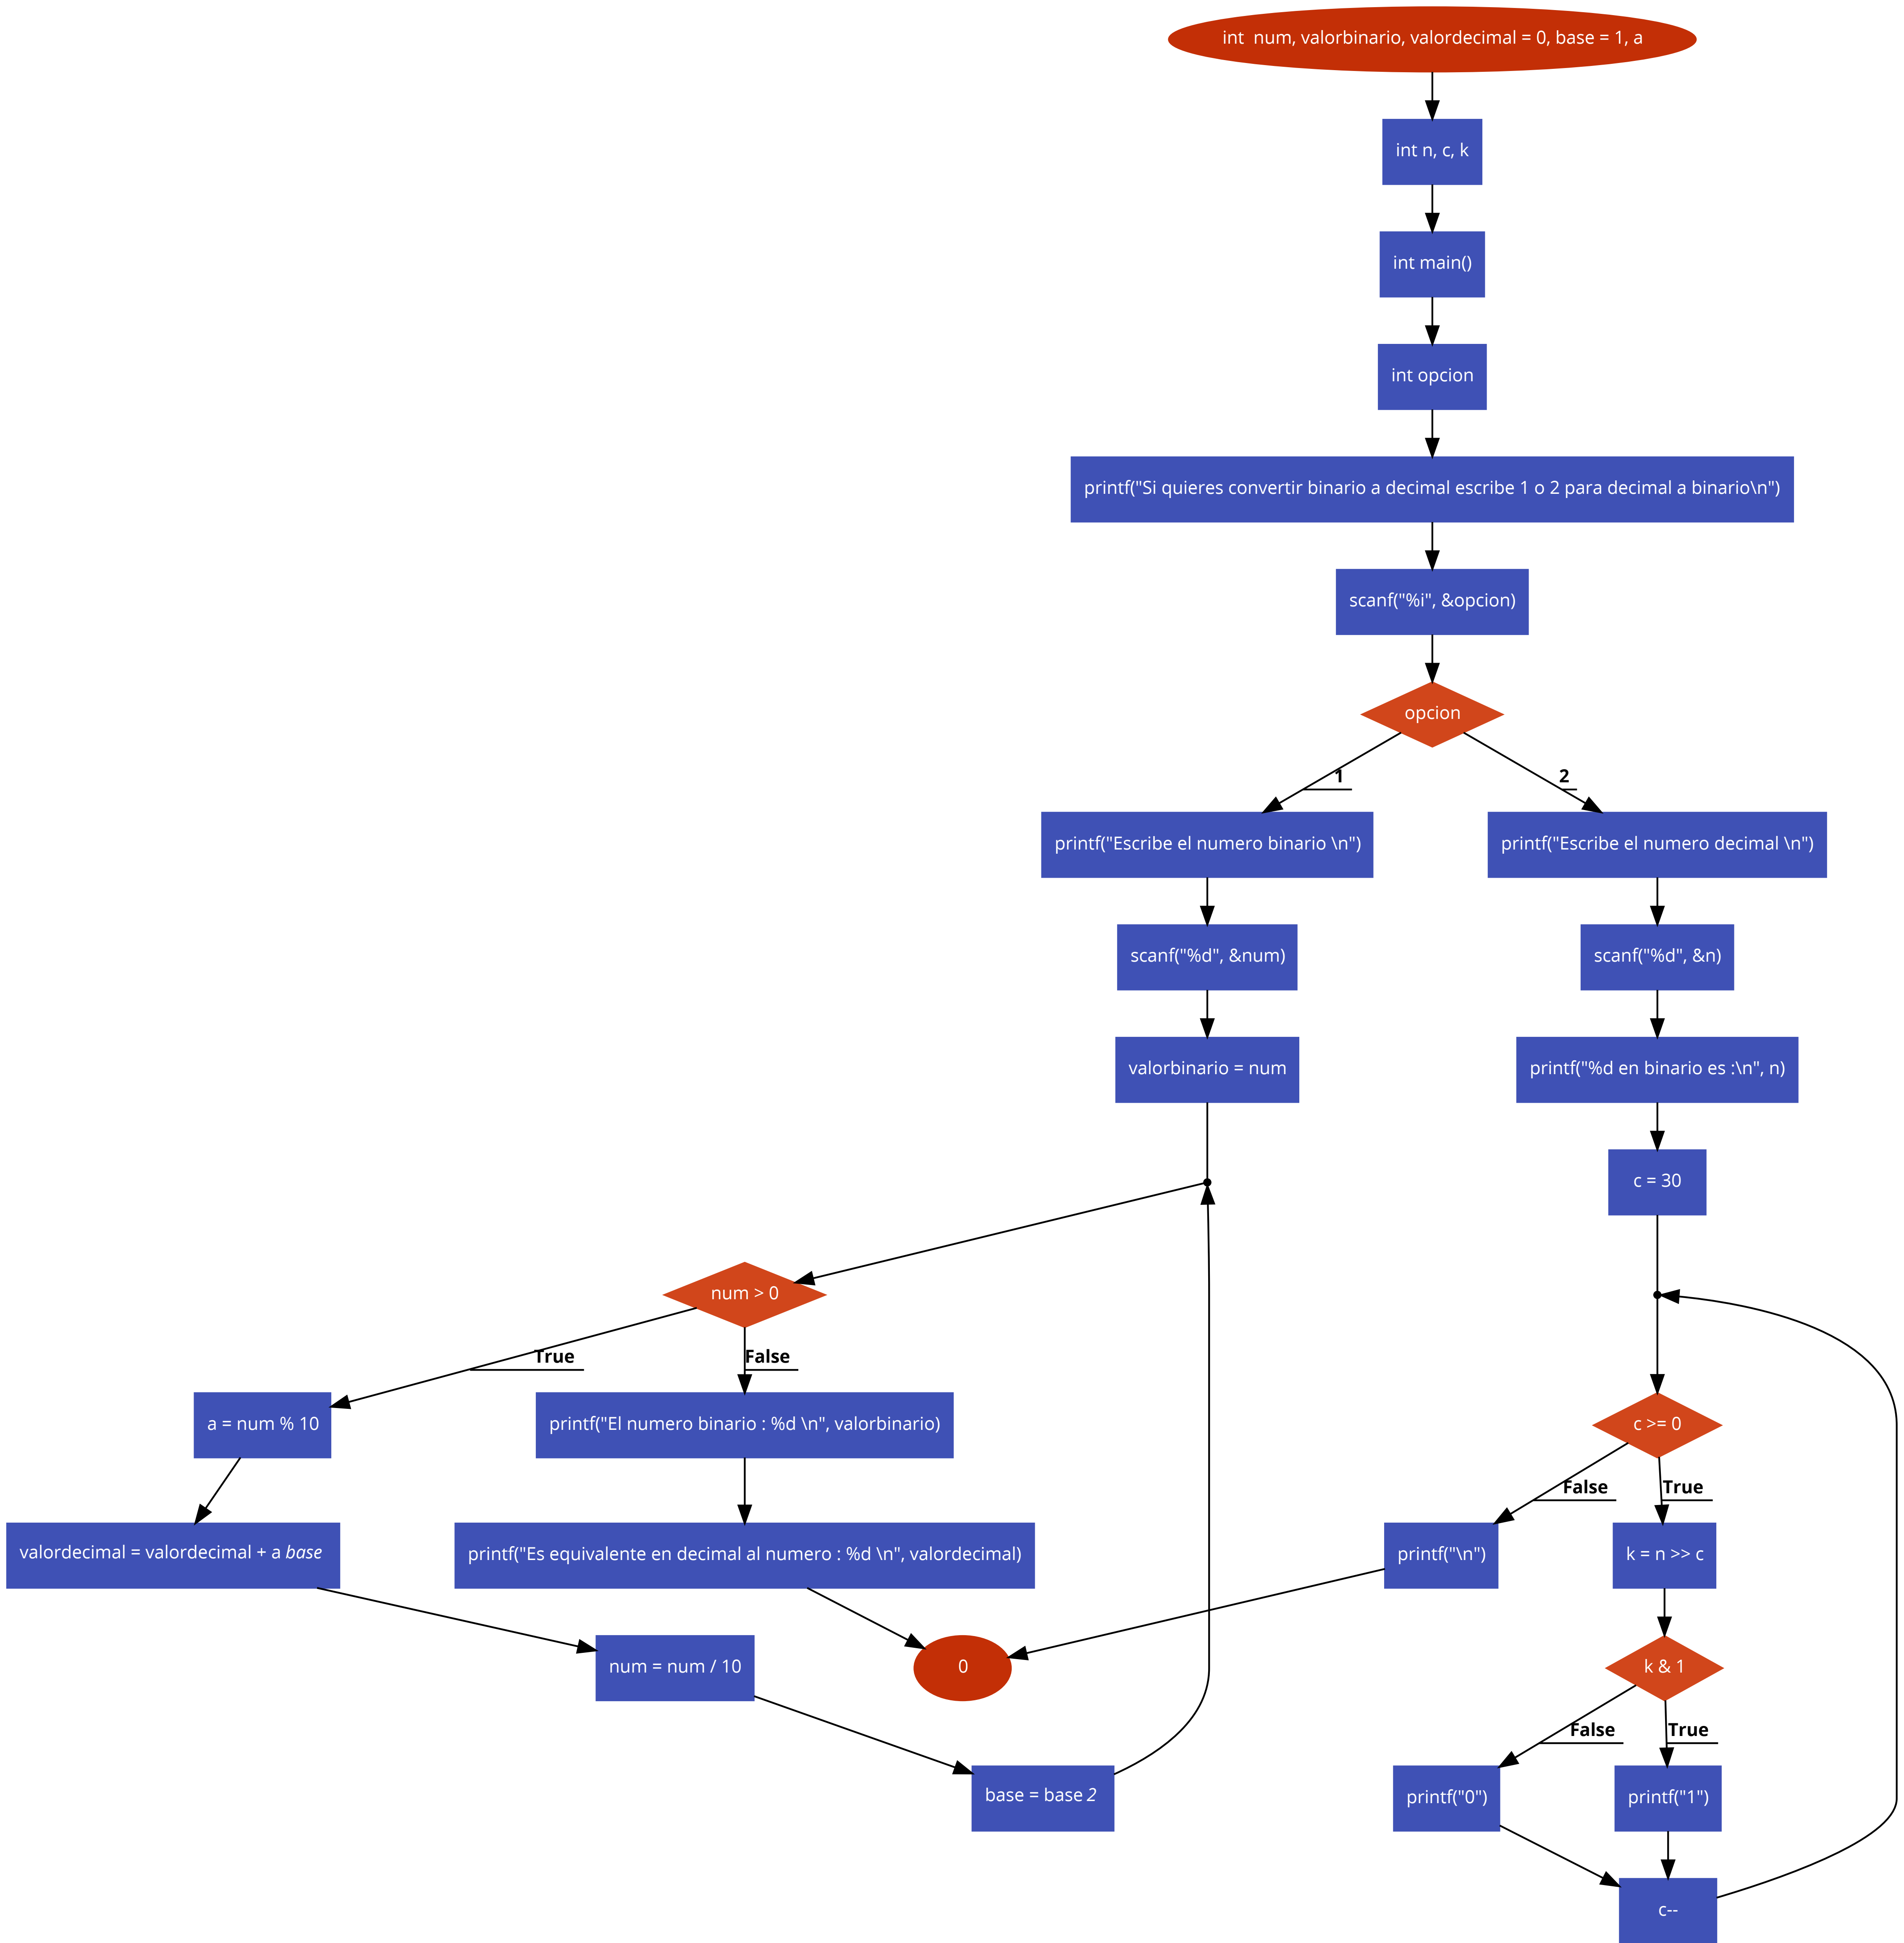 int  num, valorbinario, valordecimal = 0, base = 1, a
int n, c, k
int main()
int opcion
printf("Si quieres convertir binario a decimal escribe 1 o 2 para decimal a binario\n")
scanf("%i", &opcion)
opcion
1
2
printf("Escribe el numero binario \n")
printf("Escribe el numero decimal \n")
scanf("%d", &num)
scanf("%d", &n)
valorbinario = num
printf("%d en binario es :\n", n)
c = 30
num > 0
True
False
c >= 0
a = num % 10
printf("El numero binario : %d \n", valorbinario)
False
True
valordecimal = valordecimal + a base
printf("Es equivalente en decimal al numero : %d \n", valordecimal)
printf("\n")
k = n >> c
num = num / 10
0
k & 1
False
True
base = base 2
printf("0")
printf("1")
c--